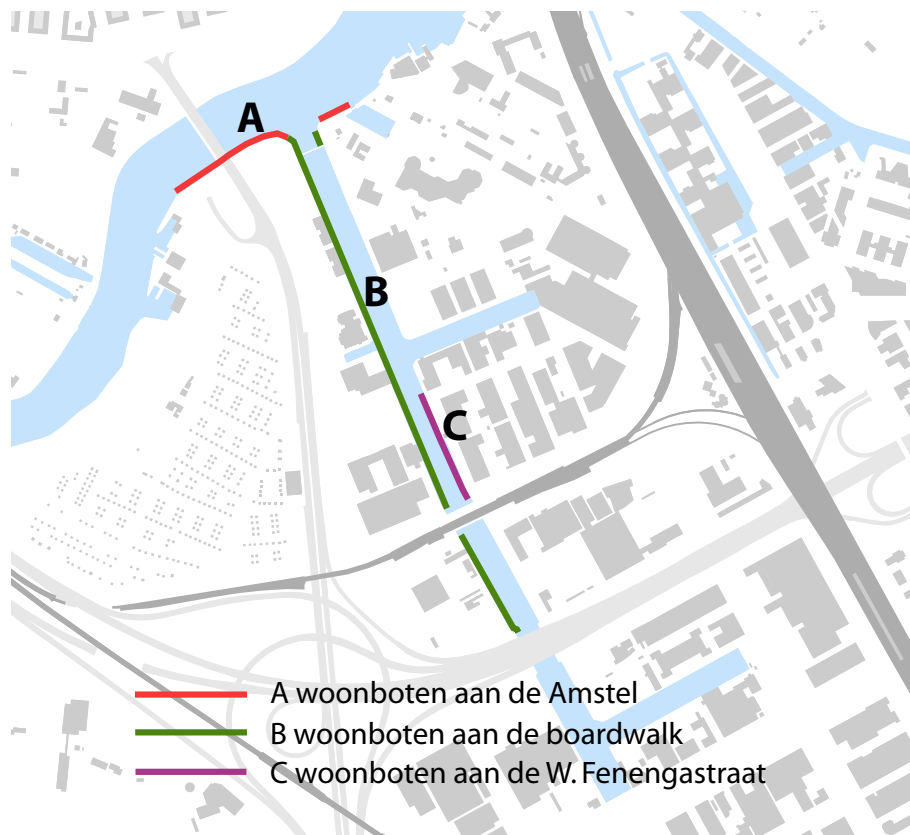 A
B
C
A woonboten aan de Amstel
B woonboten aan de boardwalk
C woonboten aan de W. Fenengastraat